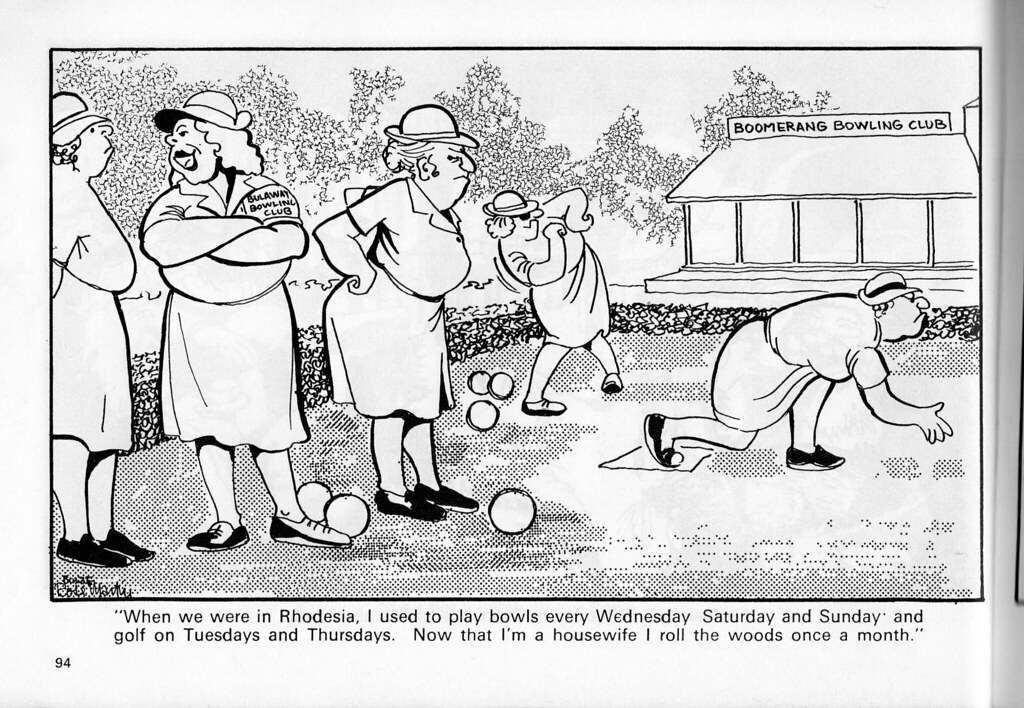 BOOMERANG BOWLING CLUB
BULAWAY
BOWLING
CLUB
"When we were in Rhodesia, I used to play bowls every Wednesday Saturday and Sunday and
golf on Tuesdays and Thursdays. Now that I'm a housewife I roll the woods once a month."
94